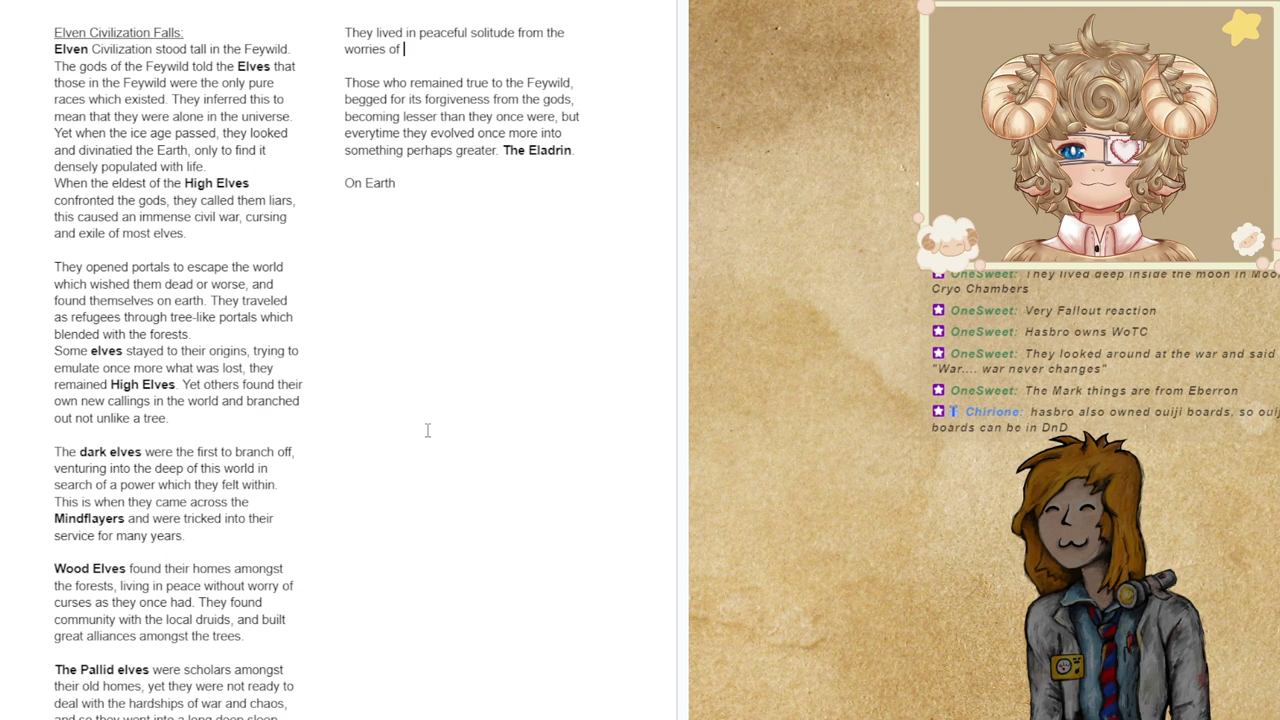 Elven Civilization Falls:
Elven Civilization stood tall in the Feywild.
The gods of the Feywild told the Elves that
those in the Feywild were the only pure
races which existed. They inferred this to
mean that they were alone in the universe.
Yet when the ice age passed, they looked
and divinatied the Earth, only to find it
densely populated with life.
When the eldest of the High Elves
confronted the gods, they called them liars,
this caused an immense civil war, cursing
and exile of most elves.
They opened portals to escape the world
which wished them dead or worse, and
found themselves on earth. They traveled
as refugees through tree-like portals which
blended with the forests.
Some elves stayed to their origins, trying to
emulate once more what was lost, they
remained High Elves. Yet others found their
own new callings in the world and branched
out not unlike a tree.
The dark elves were the first to branch off,
venturing into the deep of this world in
search of a power which they felt within.
This is when they came across the
Mindflayers and were tricked into their
service for many years.
Wood Elves found their homes amongst
the forests, living in peace without worry of
curses as they once had. They found
community with the local druids, and built
great alliances amongst the trees.
The Pallid elves were scholars amongst
their old homes, yet they were not ready to
deal with the hardships of war and chaos,
and so they went into a long deep sleep
They lived in peaceful solitude from the
worries of
Those who remained true to the Feywild,
begged for its forgiveness from the gods,
becoming lesser than they once were, but
everytime they evolved once more into
something perhaps greater. The Eladrin.
On Earth
OneSweet: They lived deep inside the moon in Moo
Cryo Chambers
OneSweet: Very Fallout reaction
OneSweet: Hasbro owns WoTC
OneSweet: They looked around at the war and said
"War.... war never changes"
OneSweet: The Mark things are from Eberron
Chirione: hasbro also owned ouiji boards, so ouij
boards can be in DnD